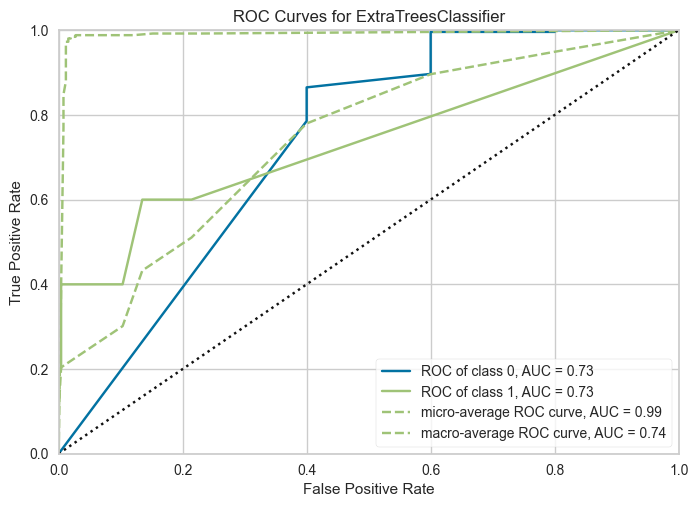 ROC Curves for ExtraTreesClassifier
True Positive Rate
1.0
0.8
0.6
0.4
0.2
0.0
ROC of class 0, AUC = 0.73
ROC of class 1, AUC = 0.73
micro-average ROC curve, AUC = 0.99
macro-average ROC curve, AUC = 0.74
0.0 0.2 0.4 0.6 0.8 1.0
False Positive Rate